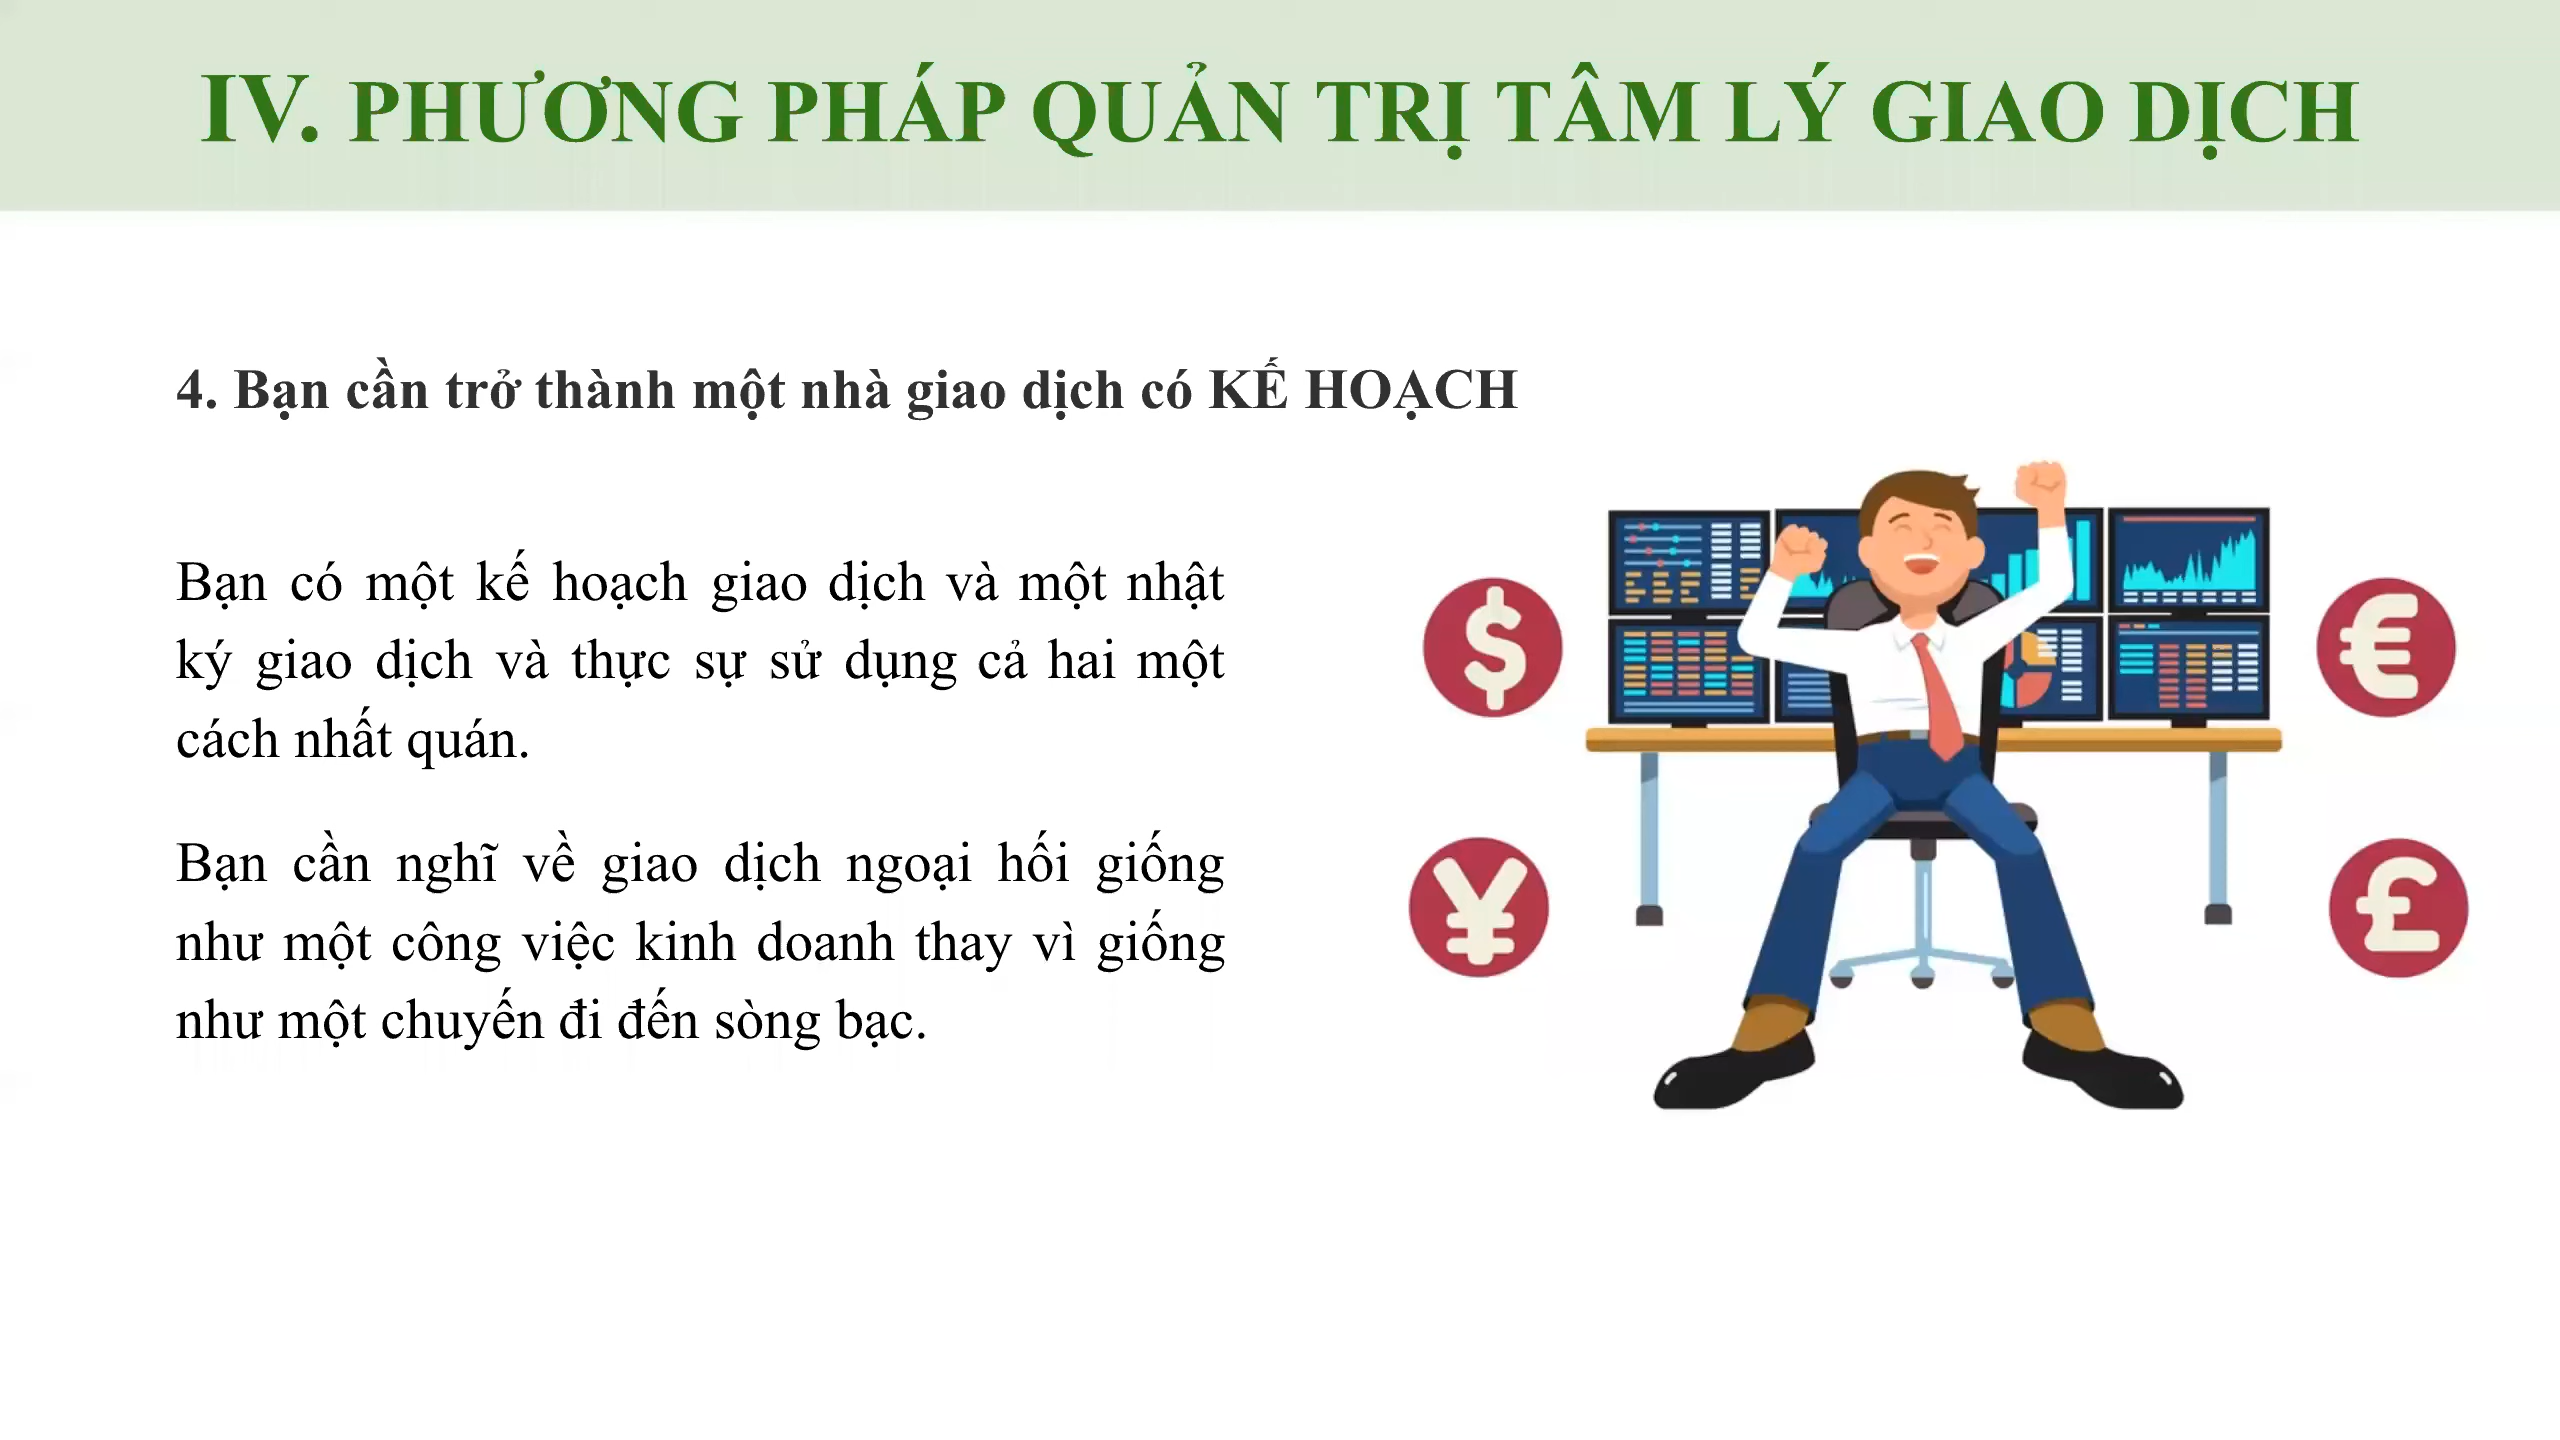 IV. PHƯƠNG PHÁP QUẢN TRỊ TÂM LÝ GIAO DỊCH
4. Bạn cần trở thành một nhà giao dịch có KẾ HOẠCH
Bạn có một kế hoạch giao dịch và một nhật
ký giao dịch và thực sự sử dụng cả hai một
cách nhất quán.
Bạn cần nghĩ về giao dịch ngoại hối giống
như một công việc kinh doanh thay vì giống
như một chuyến đi đến sòng bạc.
$
€
¥
£